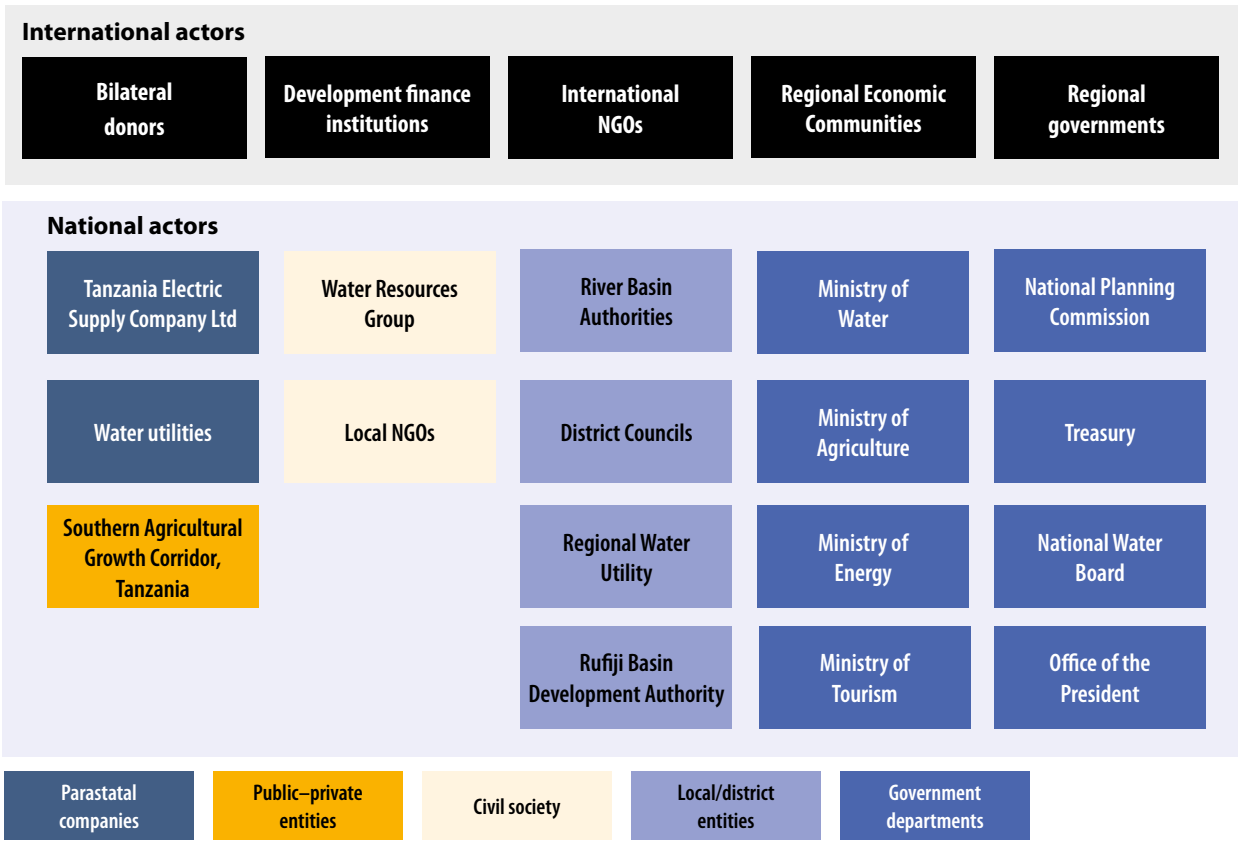 International actors
Bilateral
donors
Development finance
institutions
International
NGOs
Regional Economic
Communities
Regional
governments
National actors
Tanzania Electric
Supply Company Ltd
Water Resources
Group
River Basin
Authorities
Ministry of
Water
National Planning
Commission
Water utilities
Local NGOs
District Councils
Ministry of
Agriculture
Treasury
Southern Agricultural
Growth Corridor,
Tanzania
Regional Water
Utility
Ministry of
Energy
National Water
Board
Rufiji Basin
Development Authority
Ministry of
Tourism
Office of the
President
Parastatal
companies
Public–private
entities
Civil society
Local/district
entities
Government
departments